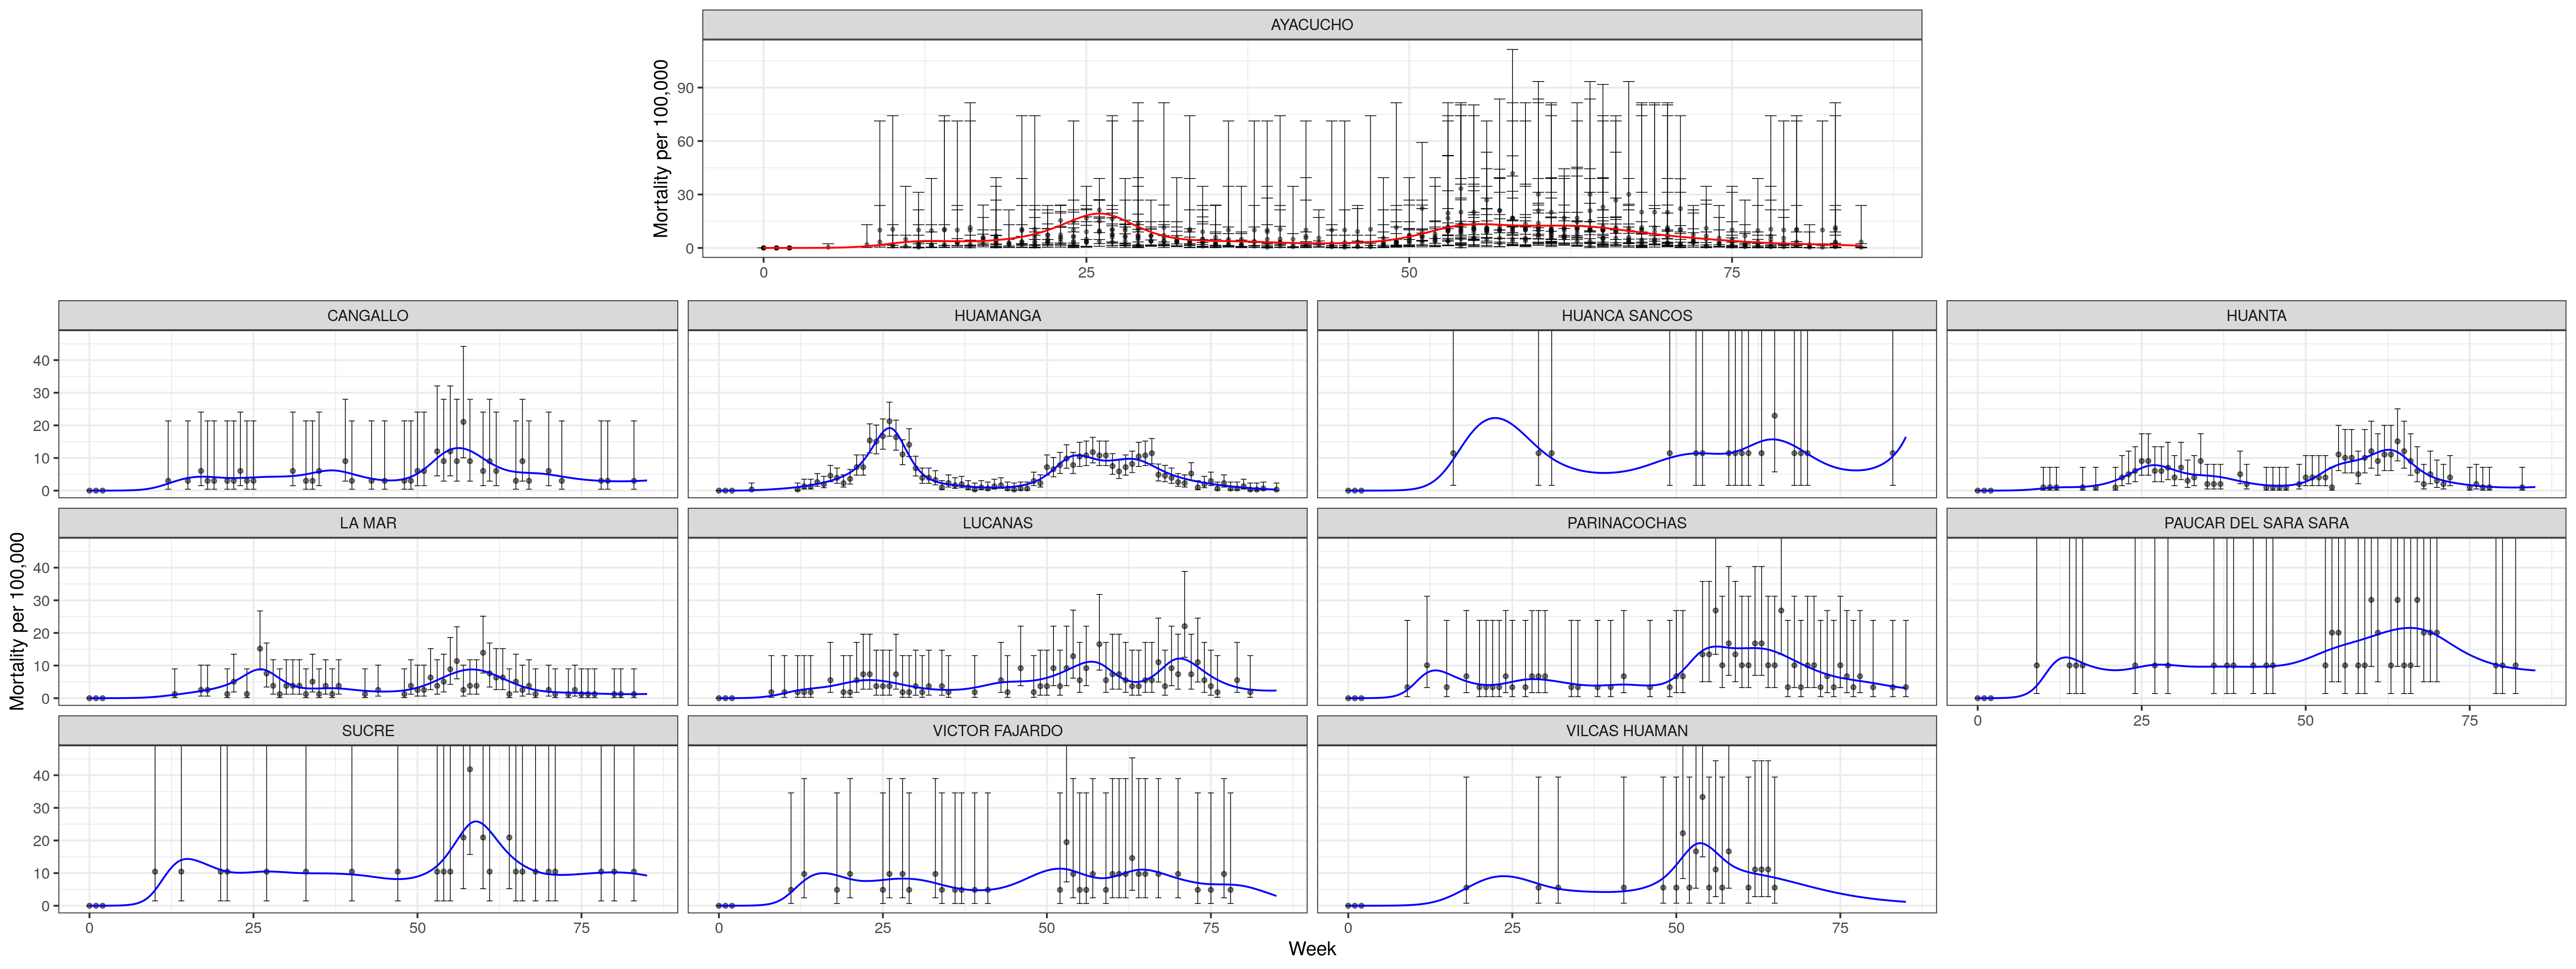 AYACUCHO
Mortality per 100,000
90
60
30
0
0 25 50 75
CANGALLO HUAMANGA HUANCA SANCOS HUANTA
40
30
20
10
0
LA MAR LUCANAS PARINACOCHAS PAUCAR DEL SARA SARA
Mortality per 100,000
40
30
20
10
0
0 25 50 75
SUCRE VICTOR FAJARDO VILCAS HUAMAN
40
30
20
10
0
0 25 50 75 0 25 50 75 0 25 50 75
Week